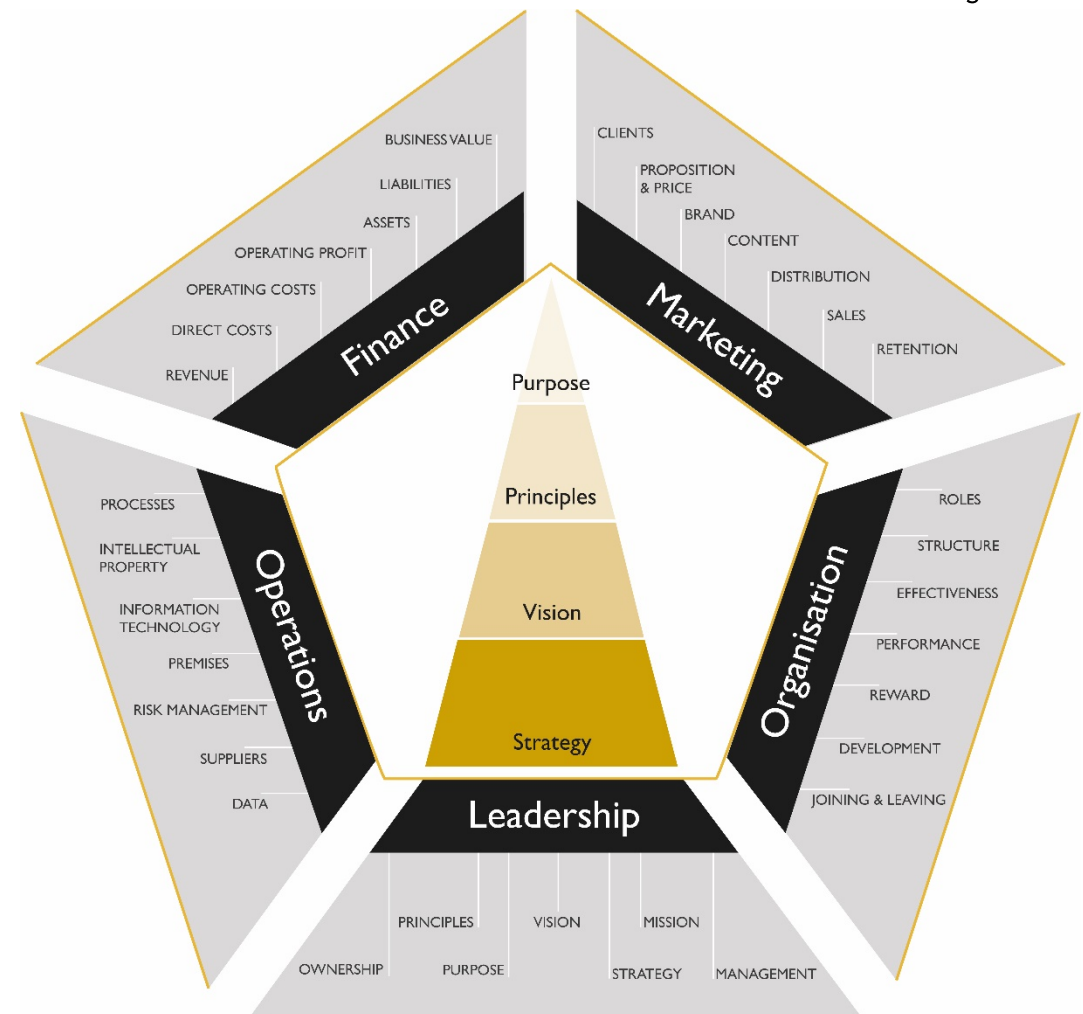 BUSINESS VALUE
LIABILITIES
ASSETS
OPERATING PROFIT
OPERATING COSTS
DIRECT COSTS
REVENUE
Finance
CLIENTS
PROPOSITION
& PRICE
BRAND
CONTENT
DISTRIBUTION
SALES
RETENTION
Marketing
Purpose
Principles
Vision
Strategy
PROCESSES
INTELLECTUAL
PROPERTY
INFORMATION
TECHNOLOGY
PREMISES
RISK MANAGEMENT
SUPPLIERS
DATA
Operations
ROLES
STRUCTURE
EFFECTIVENESS
PERFORMANCE
REWARD
DEVELOPMENT
JOINING & LEAVING
Organisation
Leadership
PRINCIPLES
VISION
MISSION
OWNERSHIP
PURPOSE
STRATEGY
MANAGEMENT